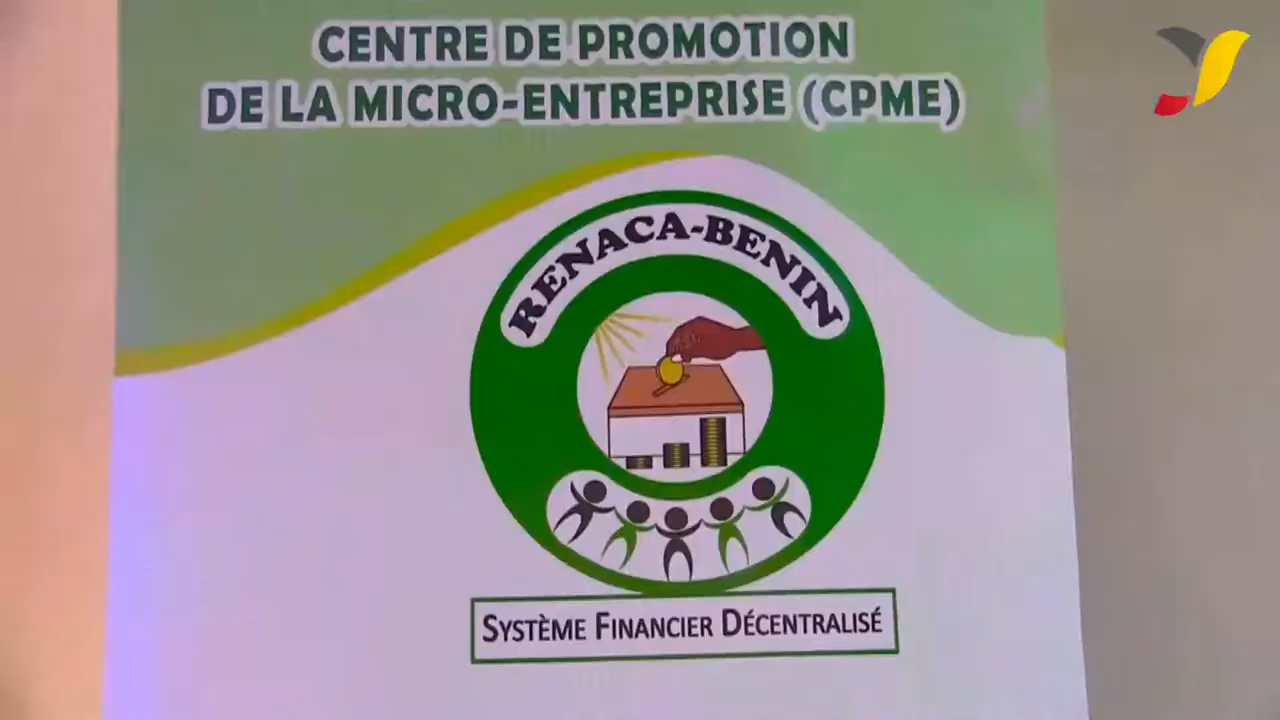 CENTRE DE PROMOTION
DE LA MICRO-ENTREPRISE (CPME)
RENACA-BENIN
SYSTÈME FINANCIER DÉCENTRALISÉ